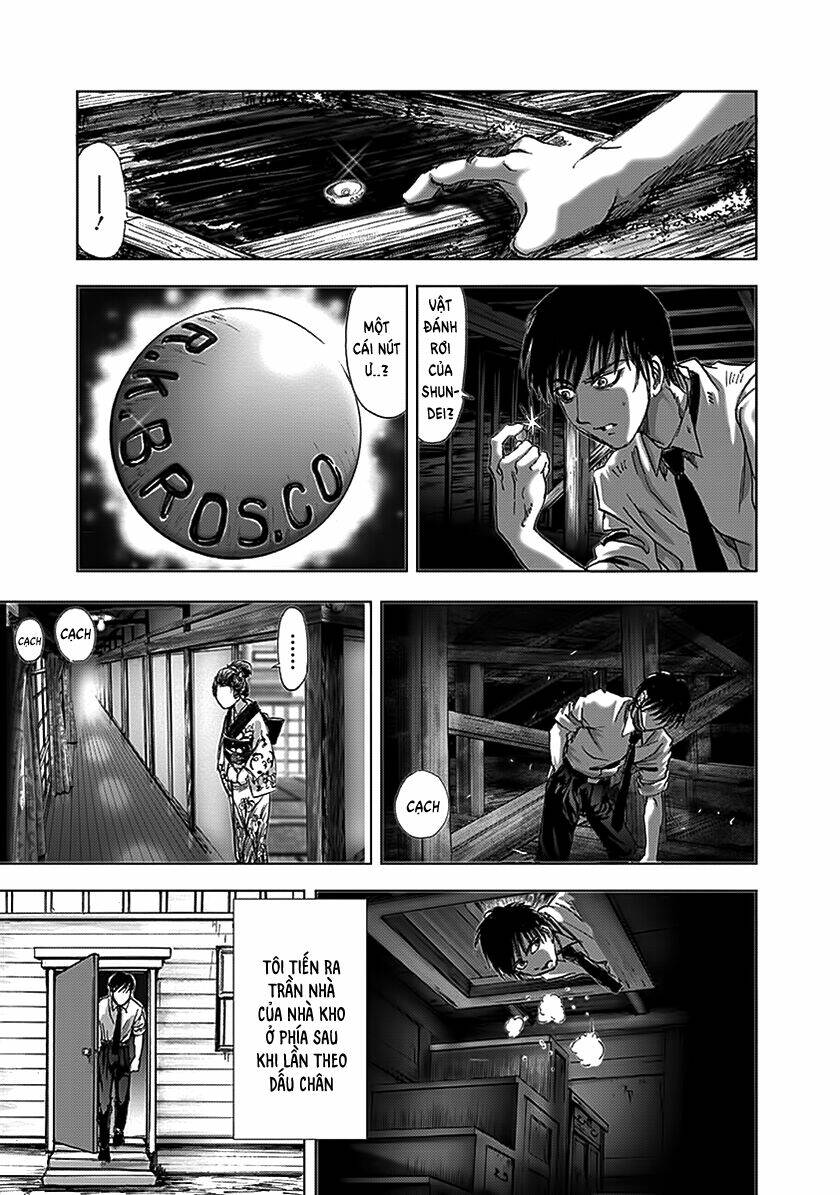 —!
VẬT
ĐÁNH
RƠI
CỦA
SHUN-
DEI?
MỘT
CÁI NÚT
Ư..?
R.K.BROS.CO
CẠCH
....
CẠCH
CẠCH
TÔI TIẾN RA
TRẦN NHÀ
CỦA NHÀ KHO
Ở PHÍA SAU
KHI LẦN THEO
DẤU CHÂN